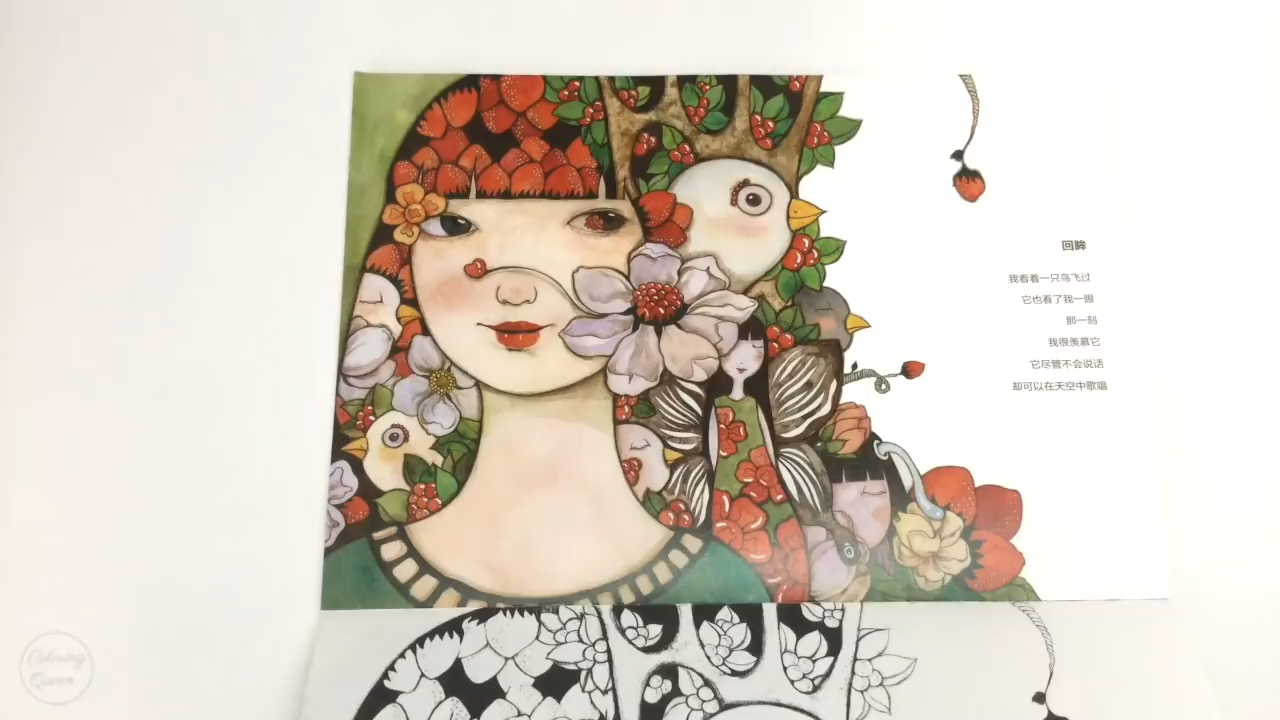 回眸
我看着一只鸟飞过
它也看了我一眼
那一刻
我很羡慕它
它尽管不会说话
却可以在天空中歌唱
Coloring
Queen